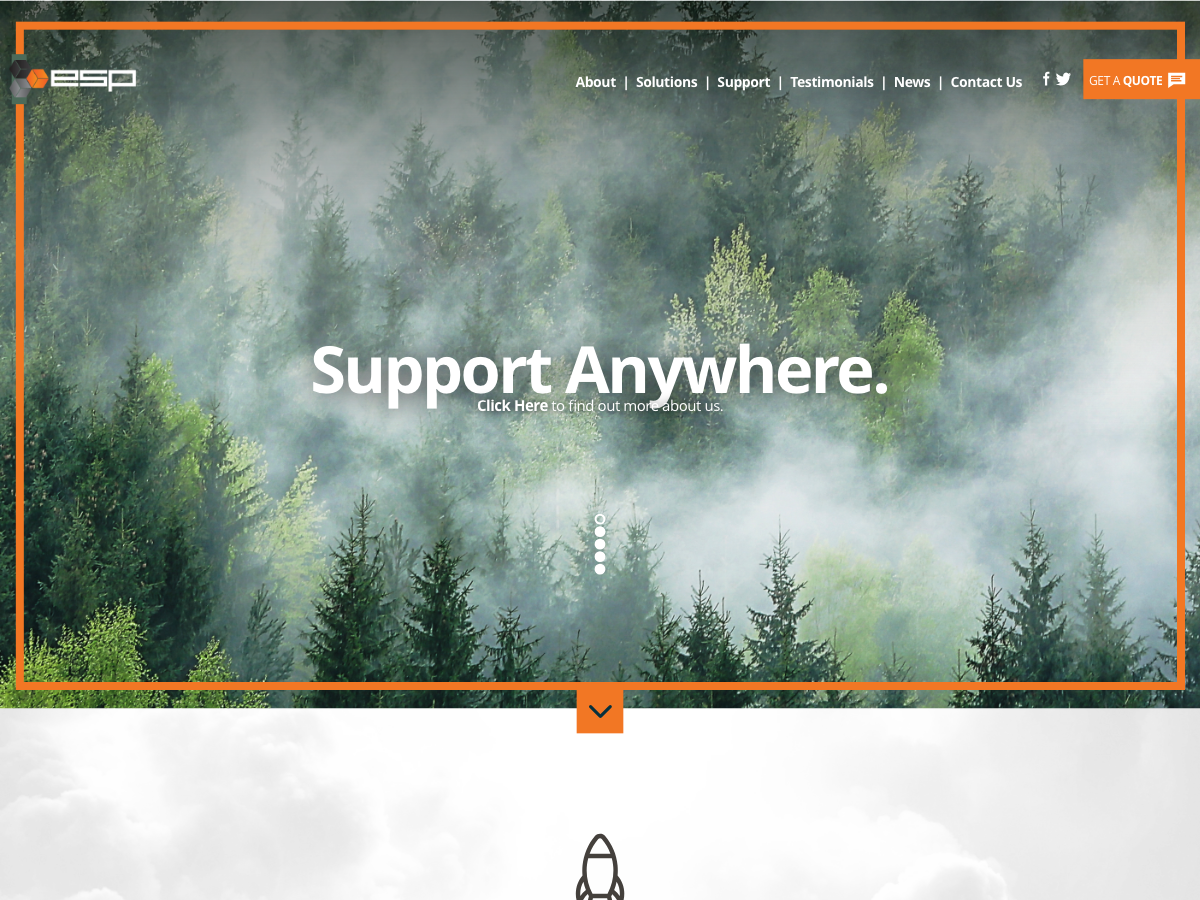 esp
About | Solutions | Support | Testimonials | News | Contact Us
GET A QUOTE
Support Anywhere.
Click Here to find out more about us.